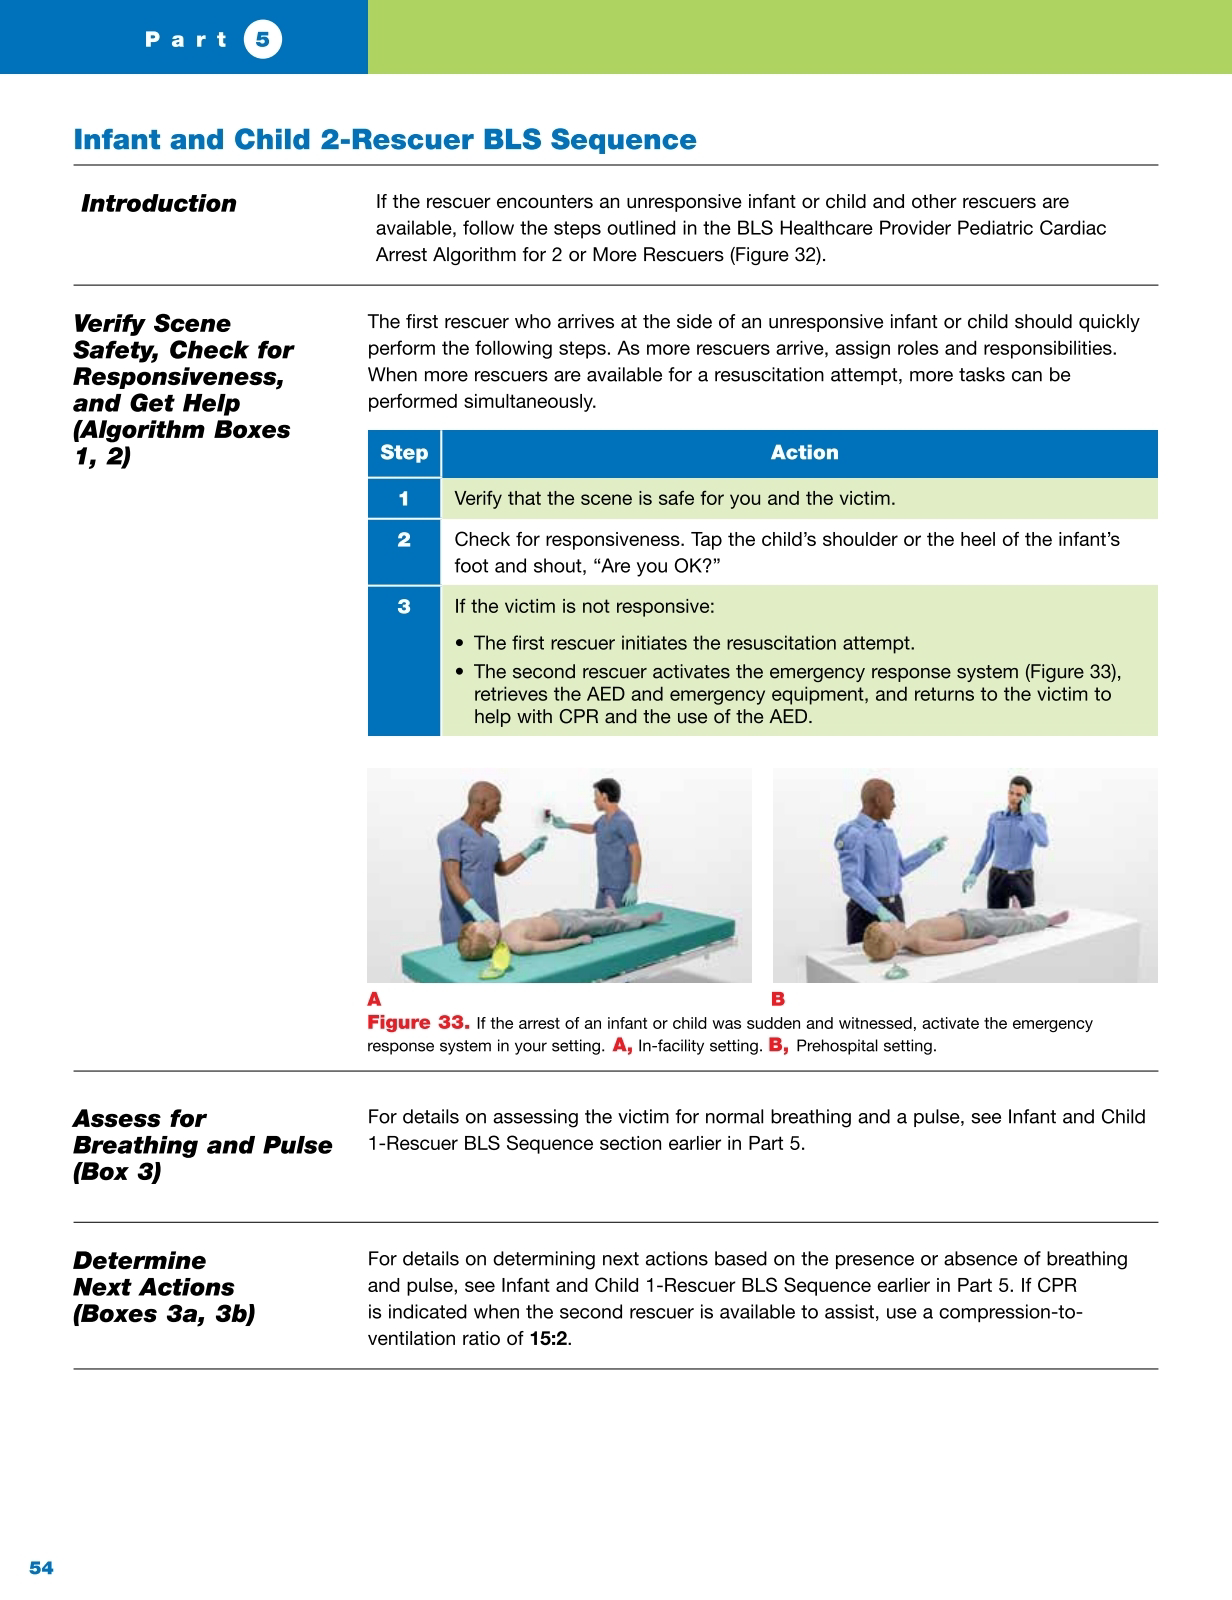 Part 5
Infant and Child 2-Rescuer BLS Sequence
Introduction
If the rescuer encounters an unresponsive infant or child and other rescuers are
available, follow the steps outlined in the BLS Healthcare Provider Pediatric Cardiac
Arrest Algorithm for 2 or More Rescuers (Figure 32).
Verify Scene
Safety, Check for
Responsiveness,
and Get Help
(Algorithm Boxes
1, 2)
The first rescuer who arrives at the side of an unresponsive infant or child should quickly
perform the following steps. As more rescuers arrive, assign roles and responsibilities.
When more rescuers are available for a resuscitation attempt, more tasks can be
performed simultaneously.
Step Action
1 Verify that the scene is safe for you and the victim.
2 Check for responsiveness. Tap the child’s shoulder or the heel of the infant’s
foot and shout, “Are you OK?”
3 If the victim is not responsive:
• The first rescuer initiates the resuscitation attempt.
• The second rescuer activates the emergency response system (Figure 33),
retrieves the AED and emergency equipment, and returns to the victim to
help with CPR and the use of the AED.
A B
Figure 33. If the arrest of an infant or child was sudden and witnessed, activate the emergency
response system in your setting. A, In-facility setting. B, Prehospital setting.
Assess for
Breathing and Pulse
(Box 3)
For details on assessing the victim for normal breathing and a pulse, see Infant and Child
1-Rescuer BLS Sequence section earlier in Part 5.
Determine
Next Actions
(Boxes 3a, 3b)
For details on determining next actions based on the presence or absence of breathing
and pulse, see Infant and Child 1-Rescuer BLS Sequence earlier in Part 5. If CPR
is indicated when the second rescuer is available to assist, use a compression-to-
ventilation ratio of 15:2.
54